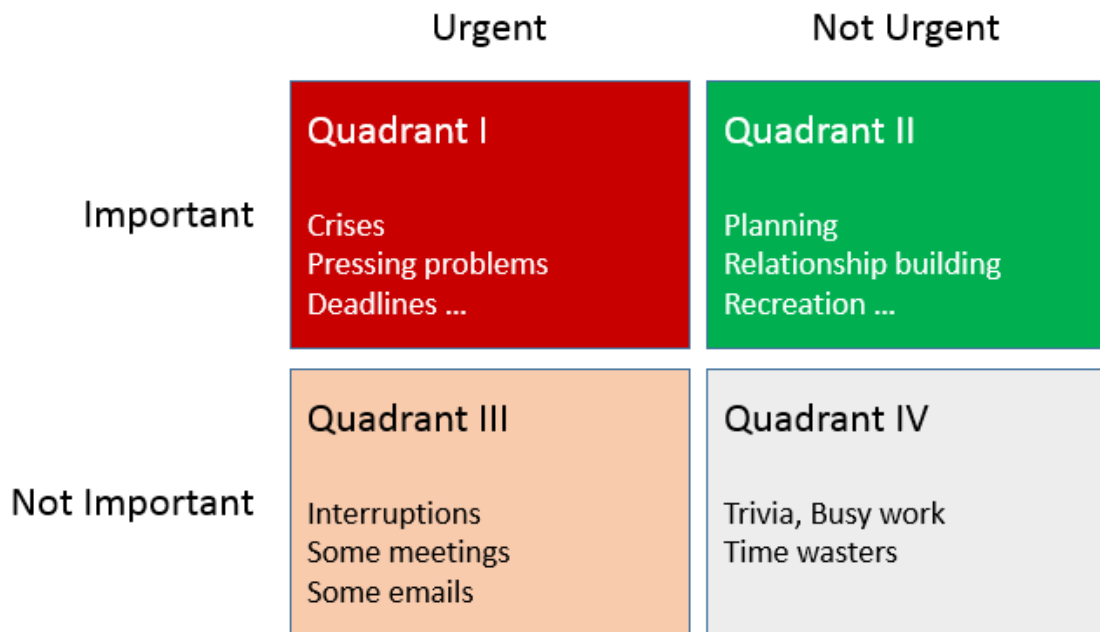 Urgent
Not Urgent
Important
Quadrant I
Crises
Pressing problems
Deadlines ...
Quadrant II
Planning
Relationship building
Recreation ...
Not Important
Quadrant III
Interruptions
Some meetings
Some emails
Quadrant IV
Trivia, Busy work
Time wasters